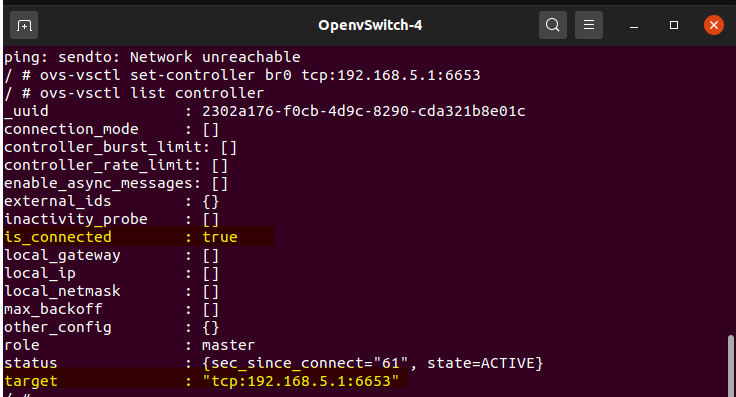 OpenvSwitch-4
ping: sendto: Network unreachable
/ # ovs-vsctl set-controller br0 tcp:192.168.5.1:6653
/ # ovs-vsctl list controller
_uuid               : 2302a176-f0cb-4d9c-8290-cda321b8e01c
connection_mode     : []
controller_burst_limit: []
controller_rate_limit: []
enable_async_messages: []
external_ids        : {}
inactivity_probe    : []
is_connected        : true
local_gateway       : []
local_ip            : []
local_netmask       : []
max_backoff         : []
other_config        : {}
role                : master
status              : {sec_since_connect="61", state=ACTIVE}
target              : "tcp:192.168.5.1:6653"
/ #